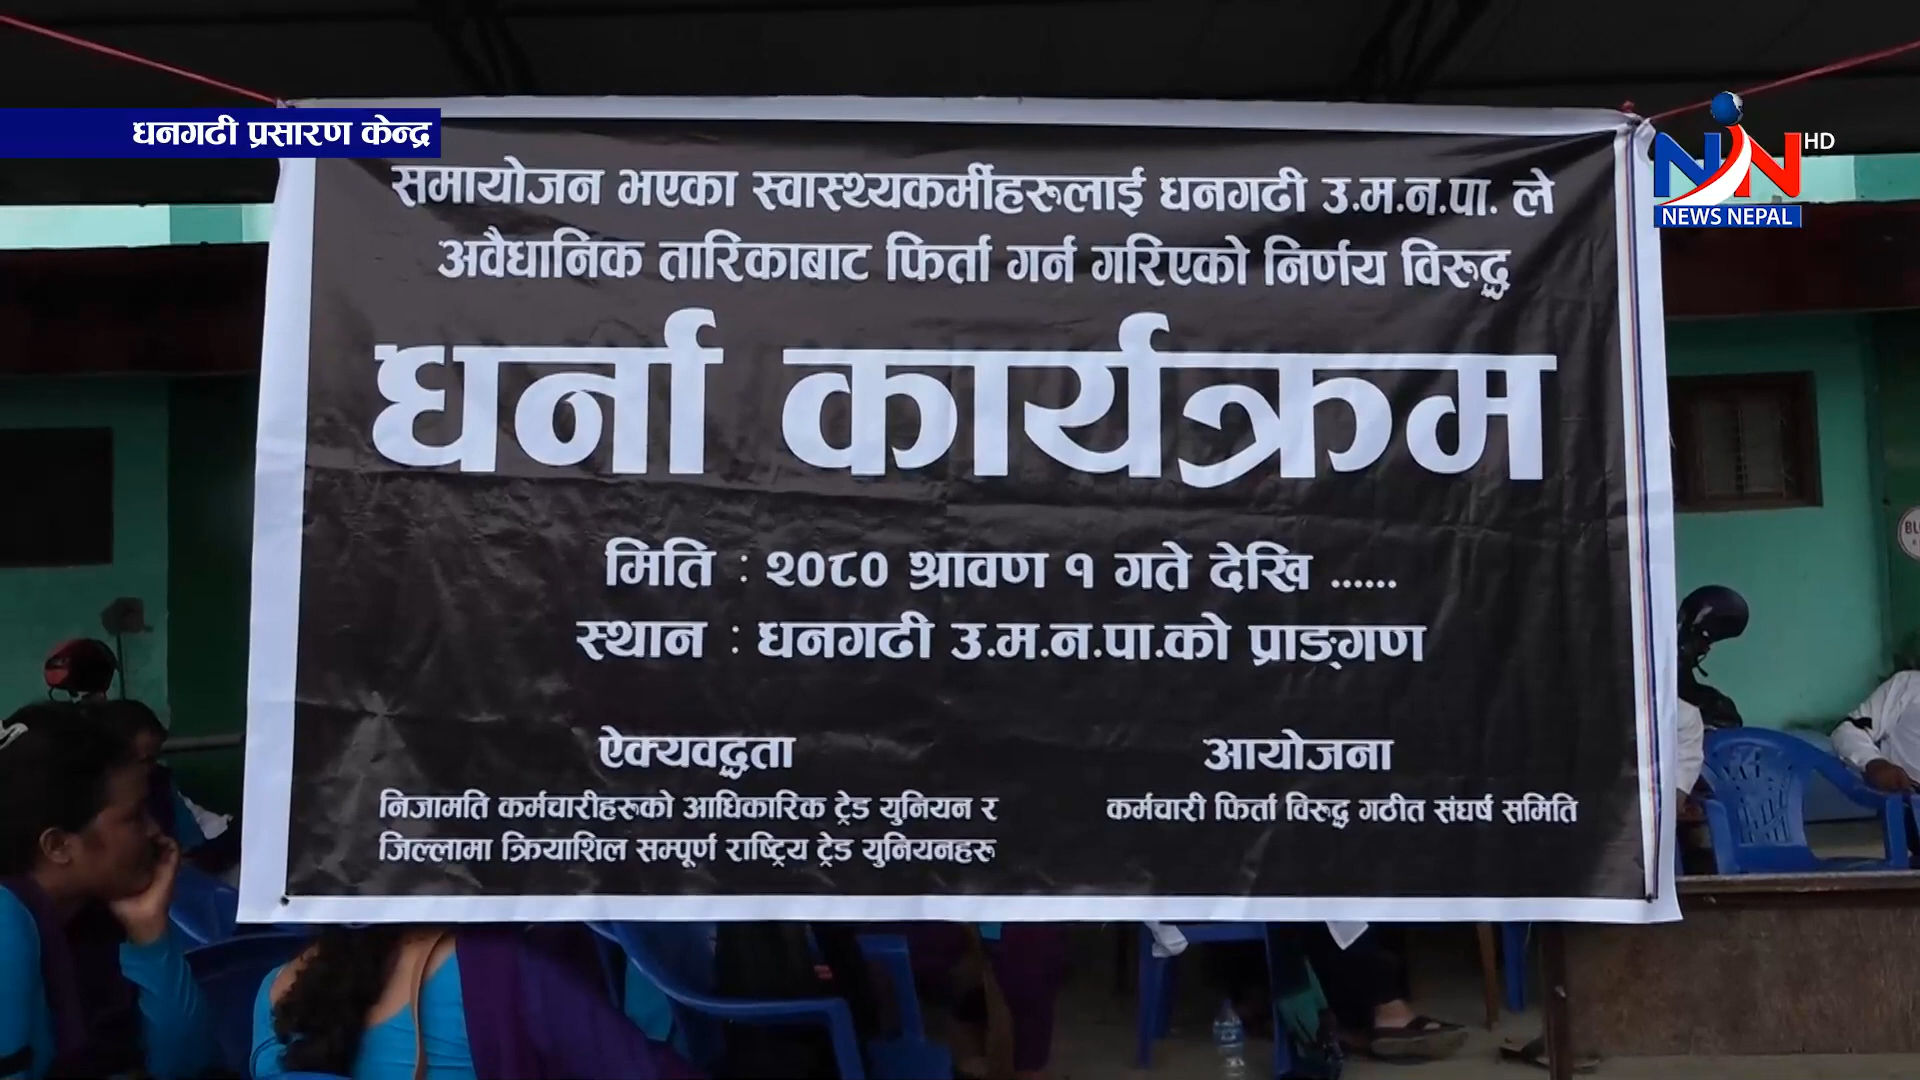 धनगढी प्रसारण केन्द्र
HD
NN
NEWS NEPAL
समायोजन भएका स्वास्थ्यकर्मीहरुलाई धनगढी उ.म.न.पा. ले
अवैधानिक तारिकाबाट फिर्ता गर्न गरिएको निर्णय विरुद्ध
धर्ना कार्यक्रम
मिति : २०८० श्रावण १ गते देखि ......
स्थान : धनगढी उ.म.न.पा.को प्राङ्गण
ऐक्यवद्धता
निजामति कर्मचारीहरुको आधिकारिक ट्रेड युनियन र
जिल्लामा क्रियाशिल सम्पूर्ण राष्ट्रिय ट्रेड युनियनहरु
आयोजना
कर्मचारी फिर्ता विरुद्ध गठीत संघर्ष समिति